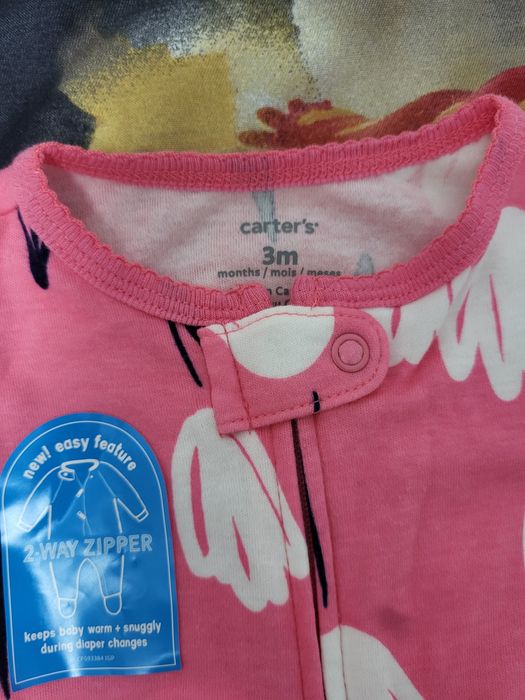 carter's
3m
months / mois / meses
new! easy feature
2-WAY ZIPPER
keeps baby warm + snuggly
during diaper changes